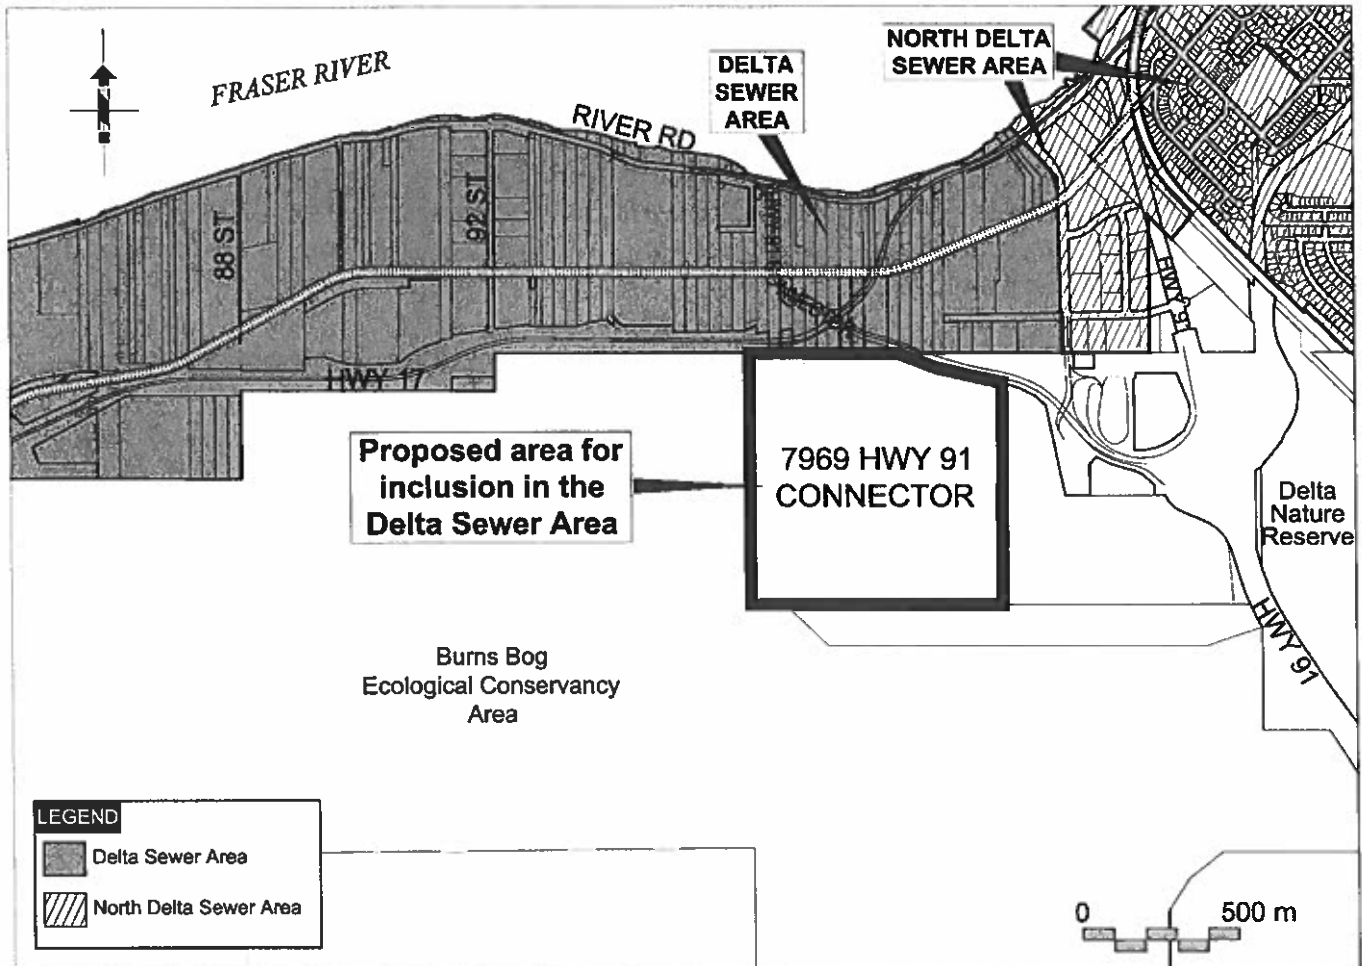 FRASER RIVER
RIVER RD
DELTA
SEWER
AREA
NORTH DELTA
SEWER AREA
88 ST
92 ST
HWY 91
HWY 17
Proposed area for
inclusion in the
Delta Sewer Area
7969 HWY 91
CONNECTOR
Delta
Nature
Reserve
HWY 91
Burns Bog
Ecological Conservancy
Area
LEGEND
Delta Sewer Area
North Delta Sewer Area
0 500 m